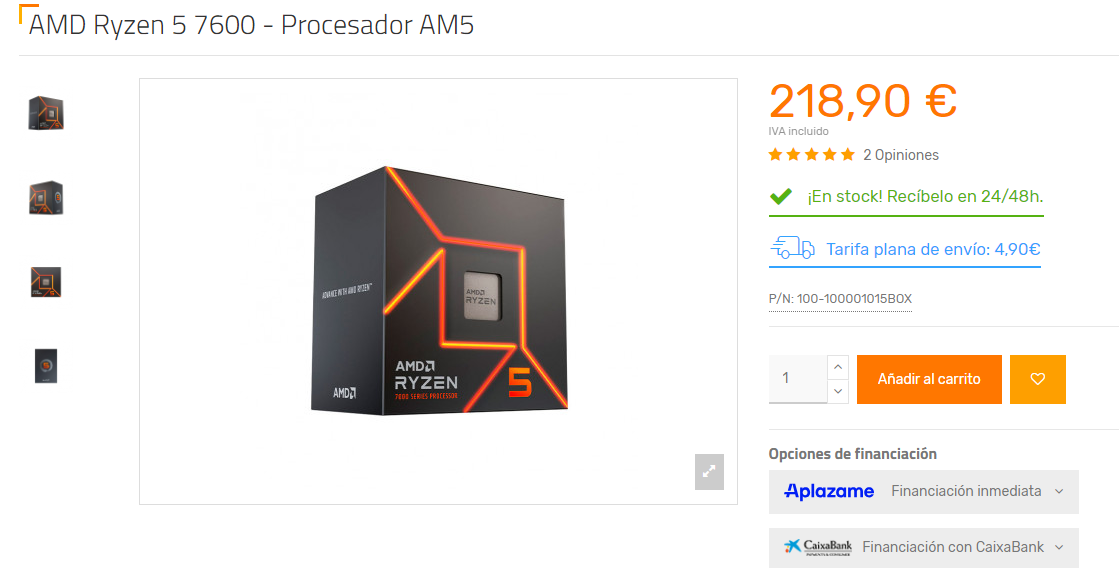 AMD Ryzen 5 7600 - Procesador AM5
218,90 €
IVA incluido
2 Opiniones
¡En stock! Recíbelo en 24/48h.
Tarifa plana de envío: 4,90€
P/N: 100-100001015BOX
ADVANCE WITH AMD RYZEN™
AMD
RYZEN
AMD
RYZEN
7000 SERIES PROCESSOR
5
AMD
1
Añadir al carrito
Opciones de financiación
Aplazame Financiación inmediata
CaixaBank Financiación con CaixaBank